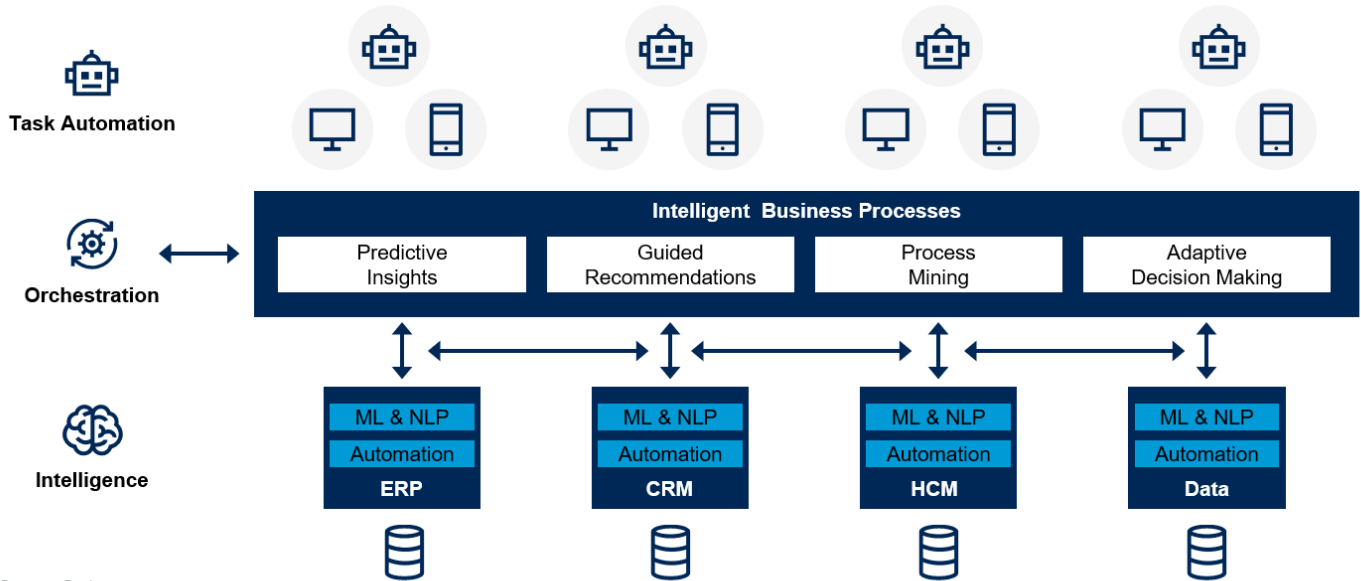 Task Automation
Intelligent Business Processes
Predictive
Insights
Guided
Recommendations
Process
Mining
Adaptive
Decision Making
Orchestration
ML & NLP
Automation
ERP
ML & NLP
Automation
CRM
ML & NLP
Automation
HCM
ML & NLP
Automation
Data
Intelligence